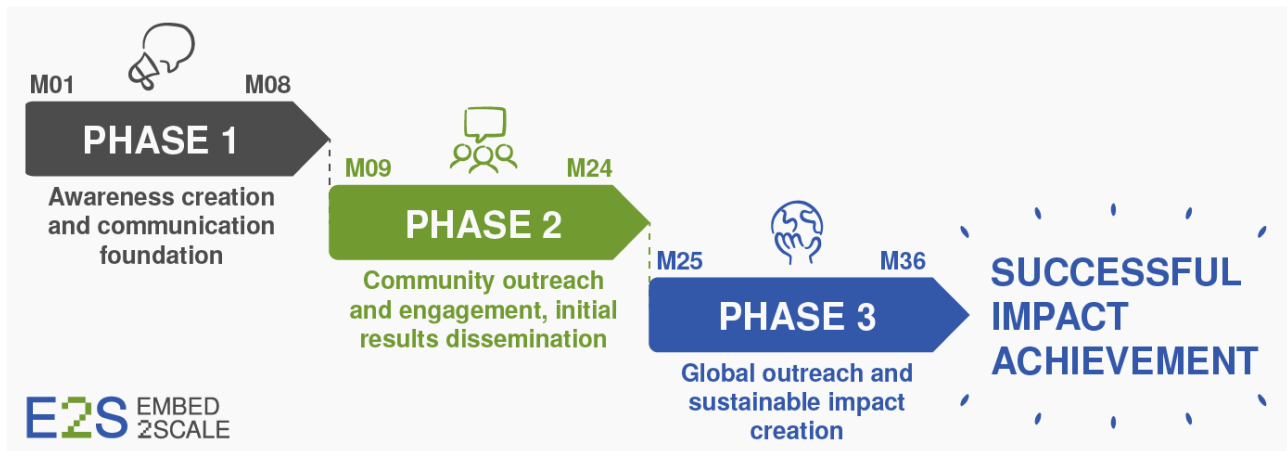 M01 M08
PHASE 1
Awareness creation
and communication
foundation
M09 M24
PHASE 2
Community outreach
and engagement, initial
results dissemination
M25 M36
PHASE 3
Global outreach and
sustainable impact
creation
SUCCESSFUL
IMPACT
ACHIEVEMENT
E2S EMBED
2SCALE